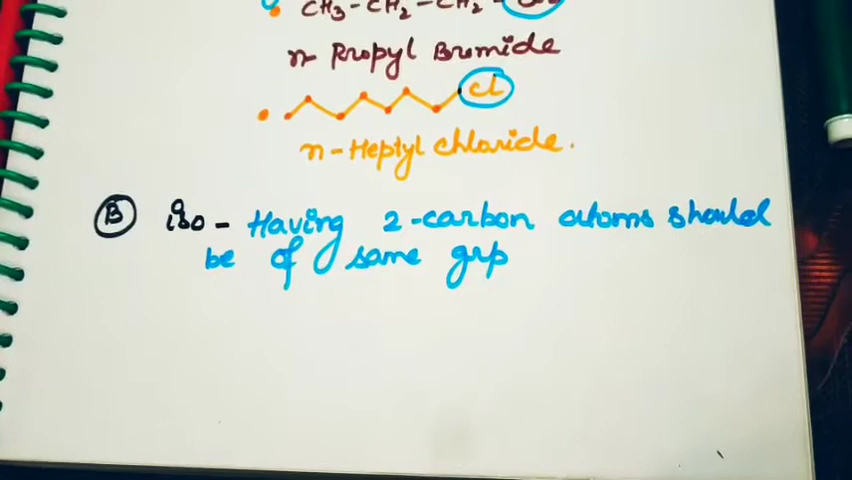 CH3-CH2-CH2-
n- Propyl Bromide
Cl
n-Heptyl chloride.
B iso- Having 2-carbon atoms should
be of same grp